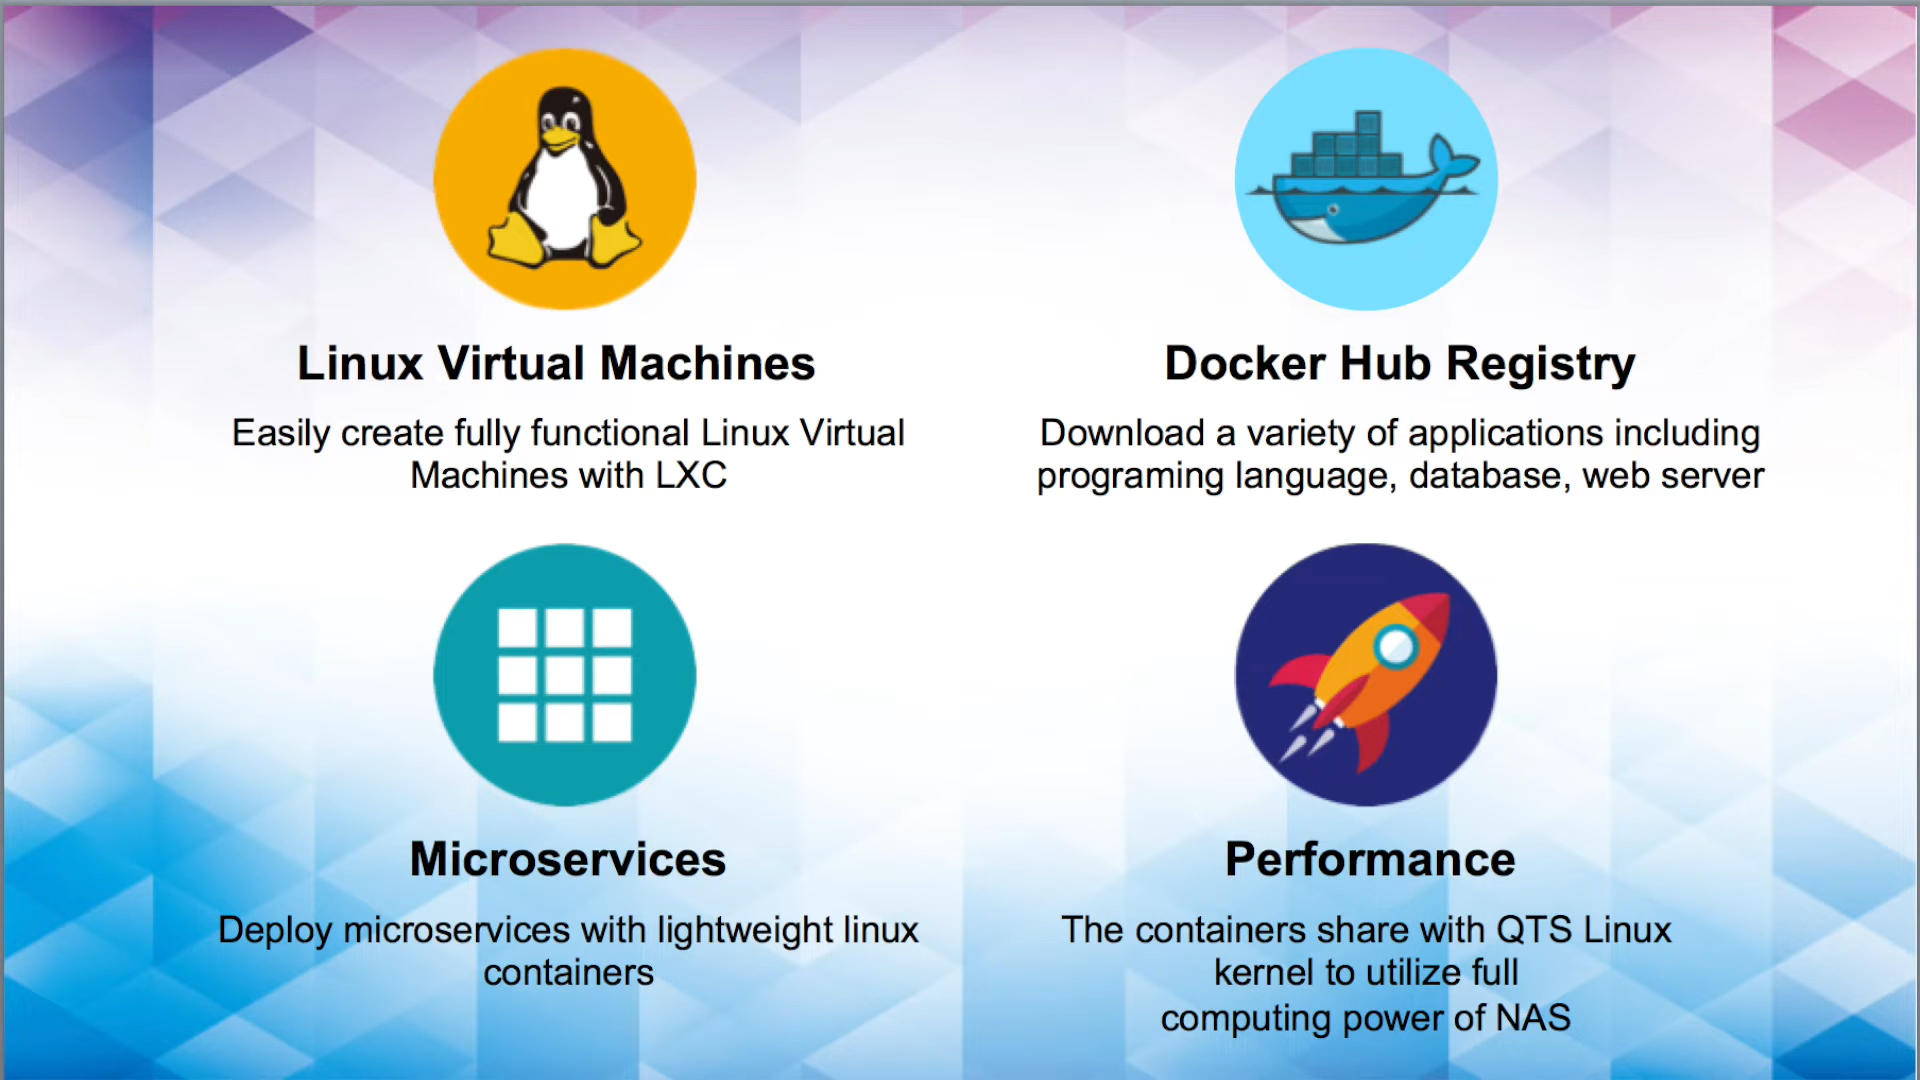 Linux Virtual Machines
Easily create fully functional Linux Virtual
Machines with LXC
Docker Hub Registry
Download a variety of applications including
programing language, database, web server
Microservices
Deploy microservices with lightweight linux
containers
Performance
The containers share with QTS Linux
kernel to utilize full
computing power of NAS